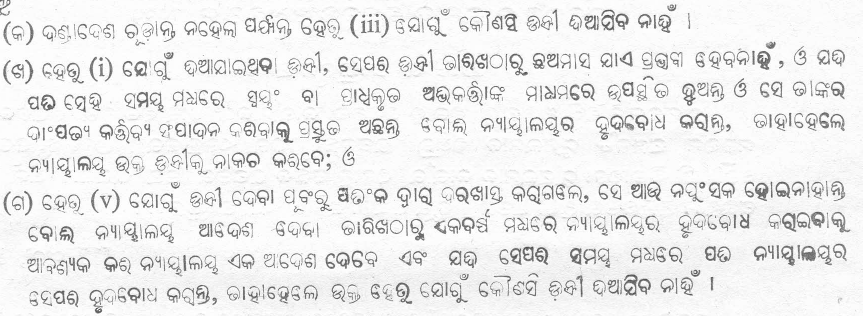 (କ) ଦଣ୍ଡାଦେଶ ଚୂଡ଼ାନ୍ତ ନହେଲା ପର୍ଯ୍ୟନ୍ତ ହେତୁ (iii) ଯୋଗୁଁ କୌଣସି ଡିକ୍ରୀ ଦିଆଯିବ ନାହିଁ ।
(ଖ) ହେତୁ (i) ଯୋଗୁଁ ଦିଆଯାଇଥିବା ଡିକ୍ରୀ, ସେପରି ଡିକ୍ରୀ ତାରିଖଠାରୁ ଛଅମାସ ଯାଏ ପ୍ରଭାବୀ ହେବନାହିଁ, ଓ ଯଦି
ପତି ସେହି ସମୟ ମଧ୍ୟରେ ସ୍ୱୟଂ ବା ପ୍ରାଧିକୃତ ଅଭିକର୍ତ୍ତାଙ୍କ ମାଧ୍ୟମରେ ଉପସ୍ଥିତ ହୁଅନ୍ତି ଓ ସେ ତାଙ୍କର
ଦାଂପତ୍ୟ କର୍ତ୍ତବ୍ୟ ସଂପାଦନ କରିବାକୁ ପ୍ରସ୍ତୁତ ଅଛନ୍ତି ବୋଲି ନ୍ୟାୟାଳୟର ହୃଦବୋଧ କରାନ୍ତି, ତାହାହେଲେ
ନ୍ୟାୟାଳୟ ଉକ୍ତ ଡିକ୍ରୀକୁ ନାକଚ କରିବେ; ଓ
(ଗ) ହେତୁ (v) ଯୋଗୁଁ ଡିକ୍ରୀ ଦେବା ପୂର୍ବରୁ ପତିଂକ ଦ୍ୱାରା ଦରଖାସ୍ତ କରାଗଲେ, ସେ ଆଉ ନପୁଂସକ ହୋଇନାହାନ୍ତି
ବୋଲି ନ୍ୟାୟାଳୟ ଆଦେଶ ଦେବା ତାରିଖଠାରୁ ଏକବର୍ଷ ମଧ୍ୟରେ ନ୍ୟାୟାଳୟର ହୃଦବୋଧ କରାଇବାକୁ
ଆବଶ୍ୟକ କରି ନ୍ୟାୟାଳୟ ଏକ ଆଦେଶ ଦେବେ ଏବଂ ଯଦି ସେପରି ସମୟ ମଧ୍ୟରେ ପତି ନ୍ୟାୟାଳୟର
ସେପରି ହୃଦବୋଧ କରାନ୍ତି, ତାହାହେଲେ ଉକ୍ତ ହେତୁ ଯୋଗୁଁ କୌଣସି ଡିକ୍ରୀ ଦିଆଯିବ ନାହିଁ ।